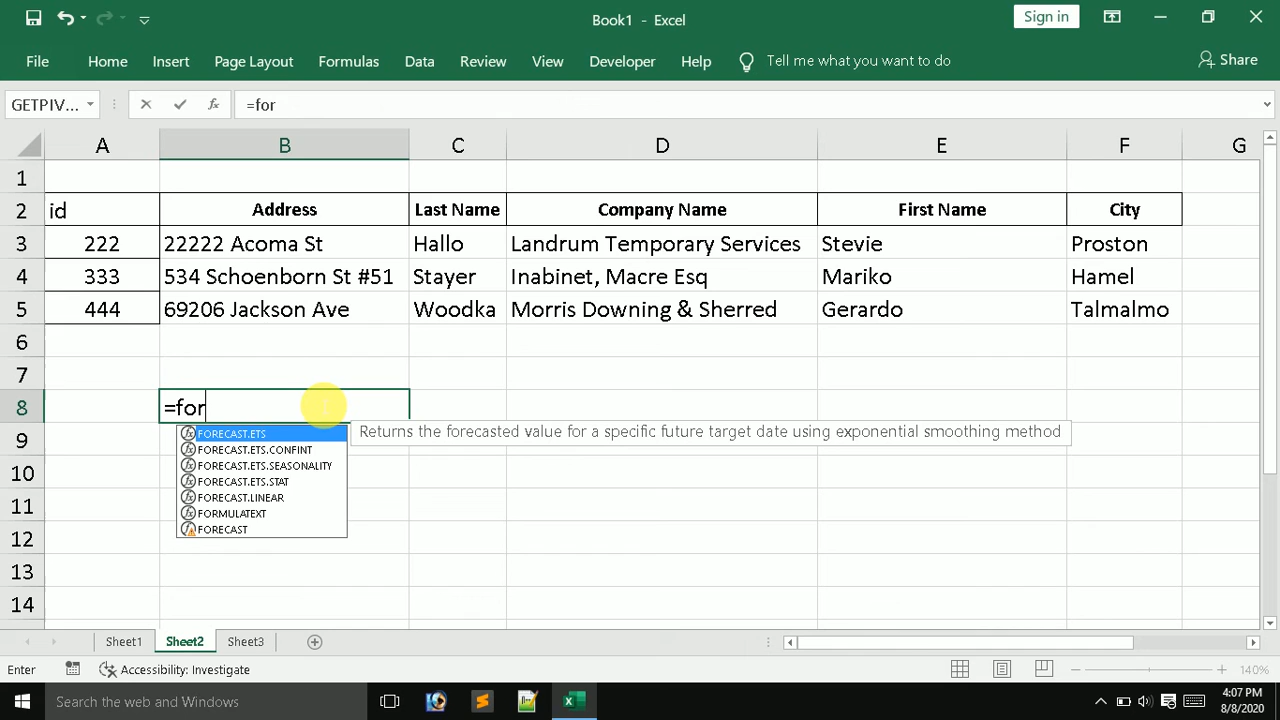 Book1 - Excel
Sign in
File Home Insert Page Layout Formulas Data Review View Developer Help Tell me what you want to do Share
GETPIV... fx =for
A B C D E F G
1
2 id Address Last Name Company Name First Name City
3 222 22222 Acoma St Hallo Landrum Temporary Services Stevie Proston
4 333 534 Schoenborn St #51 Stayer Inabinet, Macre Esq Mariko Hamel
5 444 69206 Jackson Ave Woodka Morris Downing & Sherred Gerardo Talmalmo
6
7
8 =for
9
10
11
12
13
14
FORECAST.ETS Returns the forecasted value for a specific future target date using exponential smoothing method
FORECAST.ETS.CONFINT
FORECAST.ETS.SEASONALITY
FORECAST.ETS.STAT
FORECAST.LINEAR
FORMULATEXT
FORECAST
Sheet1 Sheet2 Sheet3
Enter Accessibility: Investigate 140%
Search the web and Windows
4:07 PM
8/8/2020